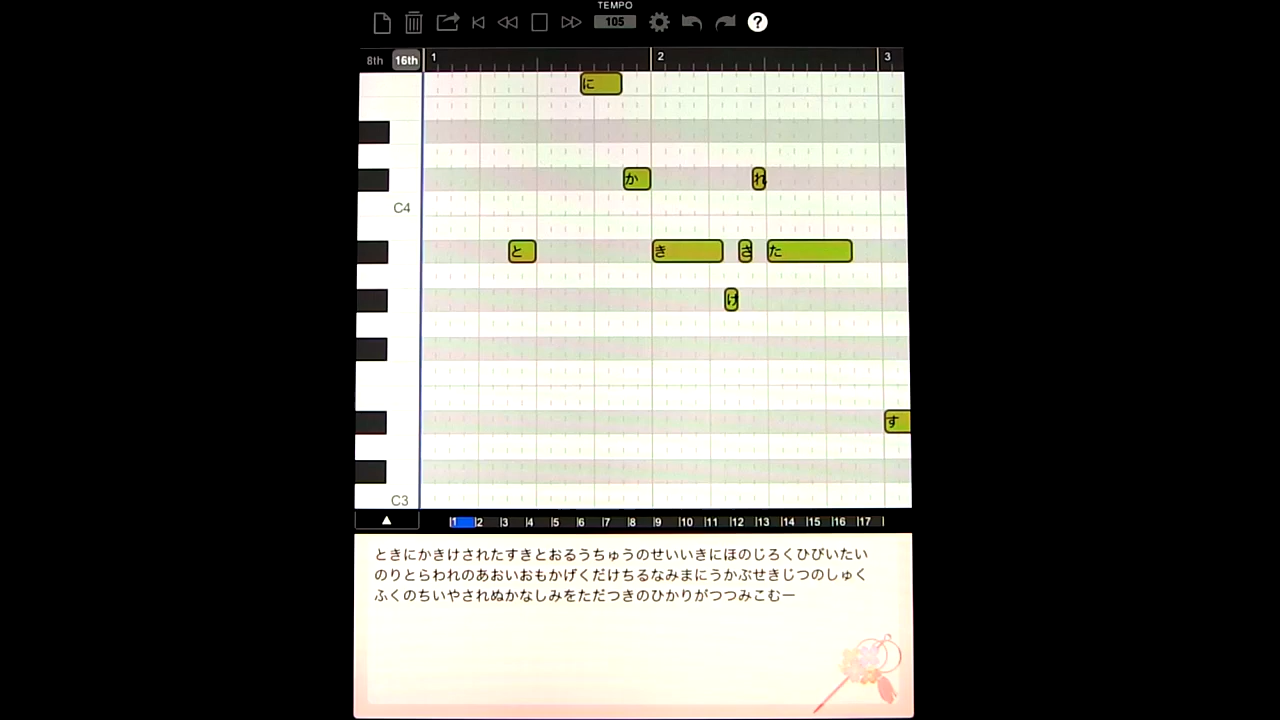 TEMPO
105
?
8th 16th 1 2 3
に
か れ
C4
と き さ た
け
す
C3
1 2 3 4 5 6 7 8 9 10 11 12 13 14 15 16 17
ときにかきけされたすきとおるうちゅうのせいいきにほのじろくひびいたい
のりとらわれのあおいおもかげくだけちるなみまにうかぶせきじつのしゅく
ふくのちいやされぬかなしみをただつきのひかりがつつみこむー